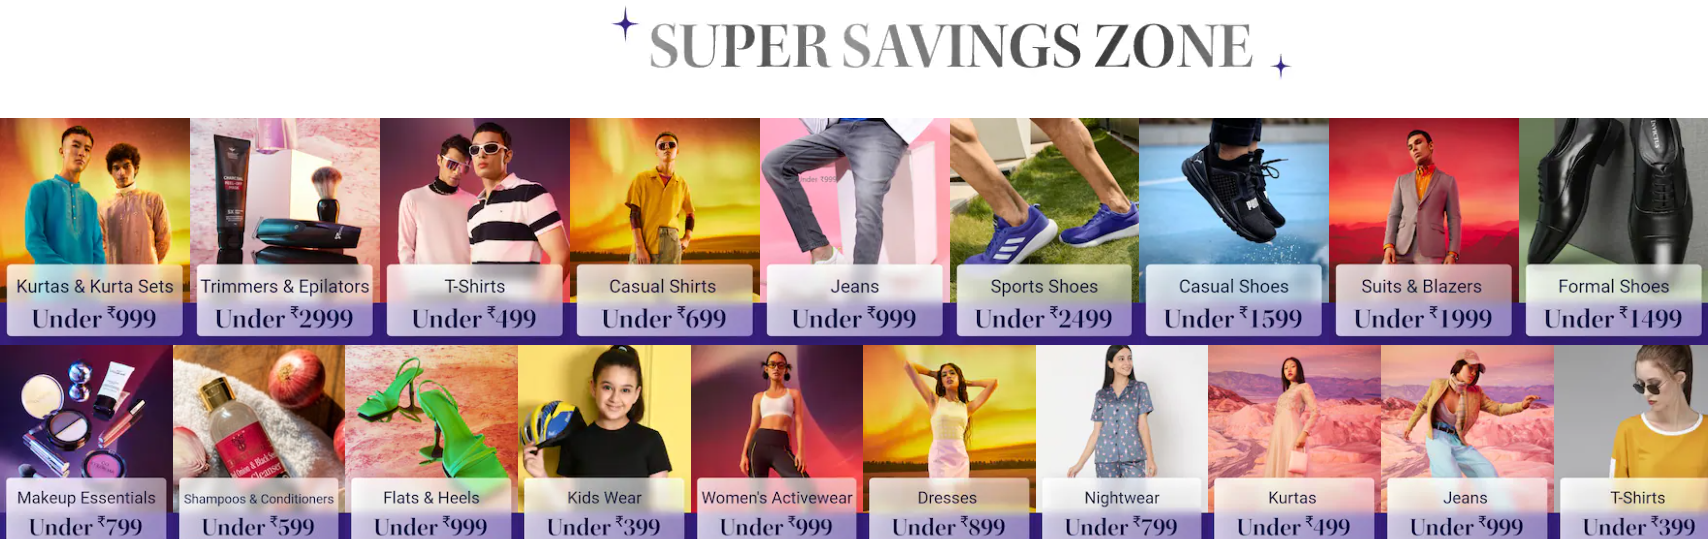 SUPER SAVINGS ZONE
Under ₹999
Kurtas & Kurta Sets
Under ₹999
Trimmers & Epilators
Under ₹2999
T-Shirts
Under ₹499
Casual Shirts
Under ₹699
Jeans
Under ₹999
Sports Shoes
Under ₹2499
Casual Shoes
Under ₹1599
Suits & Blazers
Under ₹1999
Formal Shoes
Under ₹1499
Makeup Essentials
Under ₹799
Shampoos & Conditioners
Under ₹599
Flats & Heels
Under ₹999
Kids Wear
Under ₹399
Women's Activewear
Under ₹999
Dresses
Under ₹899
Nightwear
Under ₹799
Kurtas
Under ₹499
Jeans
Under ₹999
T-Shirts
Under ₹399